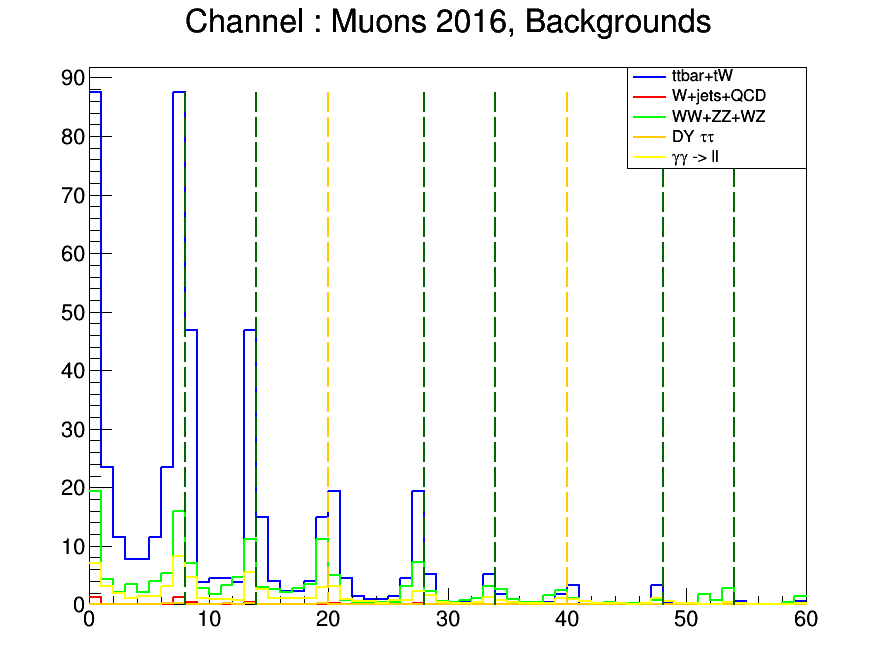 Channel : Muons 2016, Backgrounds
90
80
70
60
50
40
30
20
10
0
0 10 20 30 40 50 60
ttbar+tW
W+jets+QCD
WW+ZZ+WZ
DY ττ
γγ -> ll